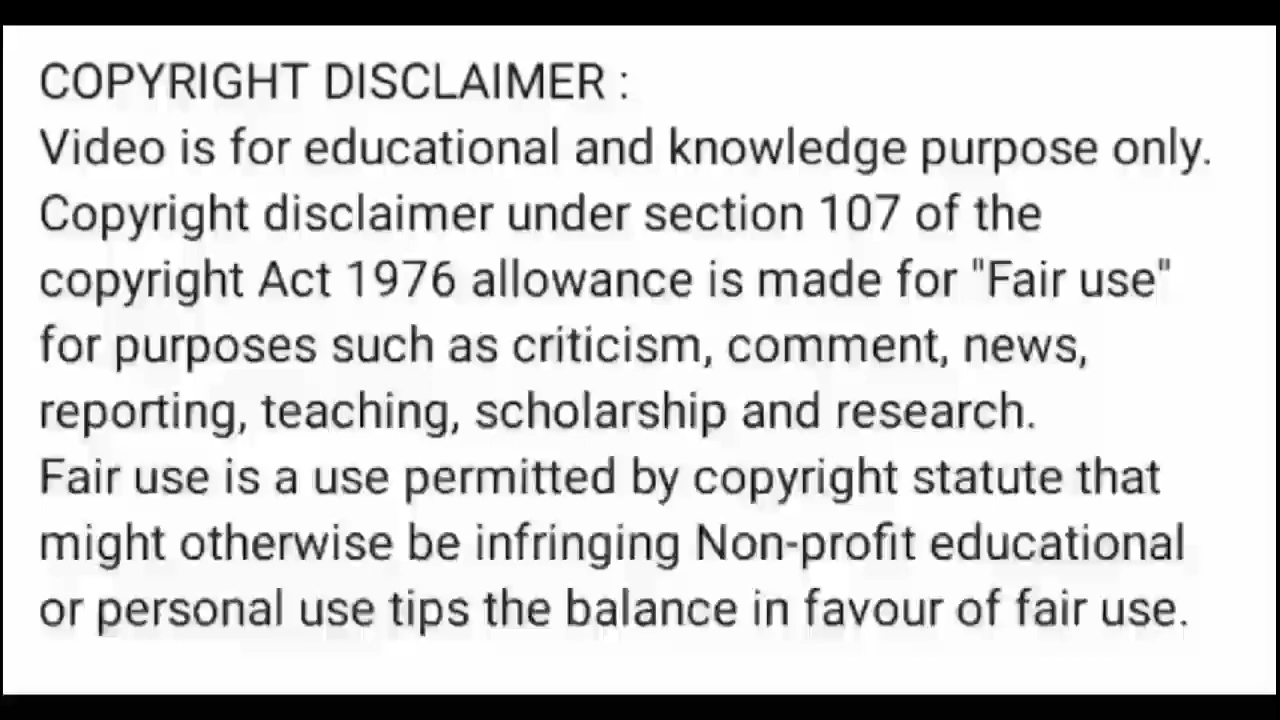 COPYRIGHT DISCLAIMER :
Video is for educational and knowledge purpose only.
Copyright disclaimer under section 107 of the
copyright Act 1976 allowance is made for "Fair use"
for purposes such as criticism, comment, news,
reporting, teaching, scholarship and research.
Fair use is a use permitted by copyright statute that
might otherwise be infringing Non-profit educational
or personal use tips the balance in favour of fair use.